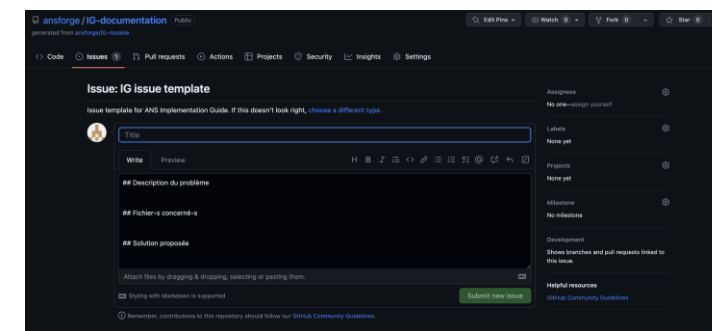 ansforge / IG-documentation Public
generated from ansforge/IG-modele
Edit Pins
Watch 0
Fork 0
Star 0
Code
Issues 1
Pull requests
Actions
Projects
Security
Insights
Settings
Issue: IG issue template
Issue template for ANS Implementation Guide. If this doesn't look right, choose a different type.
Title
Write Preview
## Description du problème
## Fichier·s concerné·s
## Solution proposée
Attach files by dragging & dropping, selecting or pasting them.
Styling with Markdown is supported
Submit new issue
Remember, contributions to this repository should follow our GitHub Community Guidelines.
Assignees
No one—assign yourself
Labels
None yet
Projects
None yet
Milestone
No milestone
Development
Shows branches and pull requests linked to
this issue.
Helpful resources
GitHub Community Guidelines